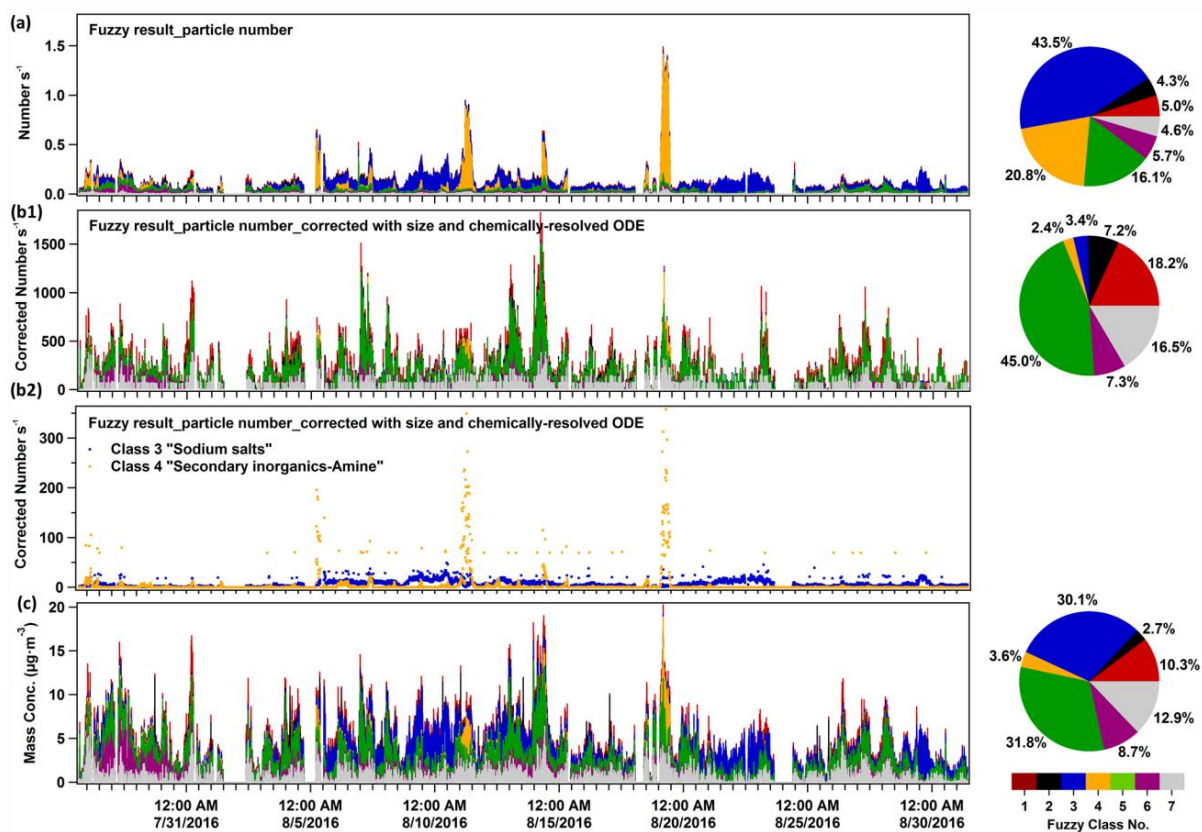 (a)
Fuzzy result_particle number
Number s⁻¹
1.5
1.0
0.5
0.0
43.5%
4.3%
5.0%
4.6%
5.7%
16.1%
20.8%
(b1)
Fuzzy result_particle number_corrected with size and chemically-resolved ODE
Corrected Number s⁻¹
1500
1000
500
0
2.4%
3.4%
7.2%
18.2%
16.5%
7.3%
45.0%
(b2)
Fuzzy result_particle number_corrected with size and chemically-resolved ODE
Class 3 "Sodium salts"
Class 4 "Secondary inorganics-Amine"
Corrected Number s⁻¹
300
200
100
0
(c)
Mass Conc. (µg·m⁻³)
20
15
10
5
0
30.1%
2.7%
10.3%
12.9%
8.7%
31.8%
3.6%
12:00 AM 12:00 AM 12:00 AM 12:00 AM 12:00 AM 12:00 AM 12:00 AM
7/31/2016 8/5/2016 8/10/2016 8/15/2016 8/20/2016 8/25/2016 8/30/2016
1 2 3 4 5 6 7
Fuzzy Class No.